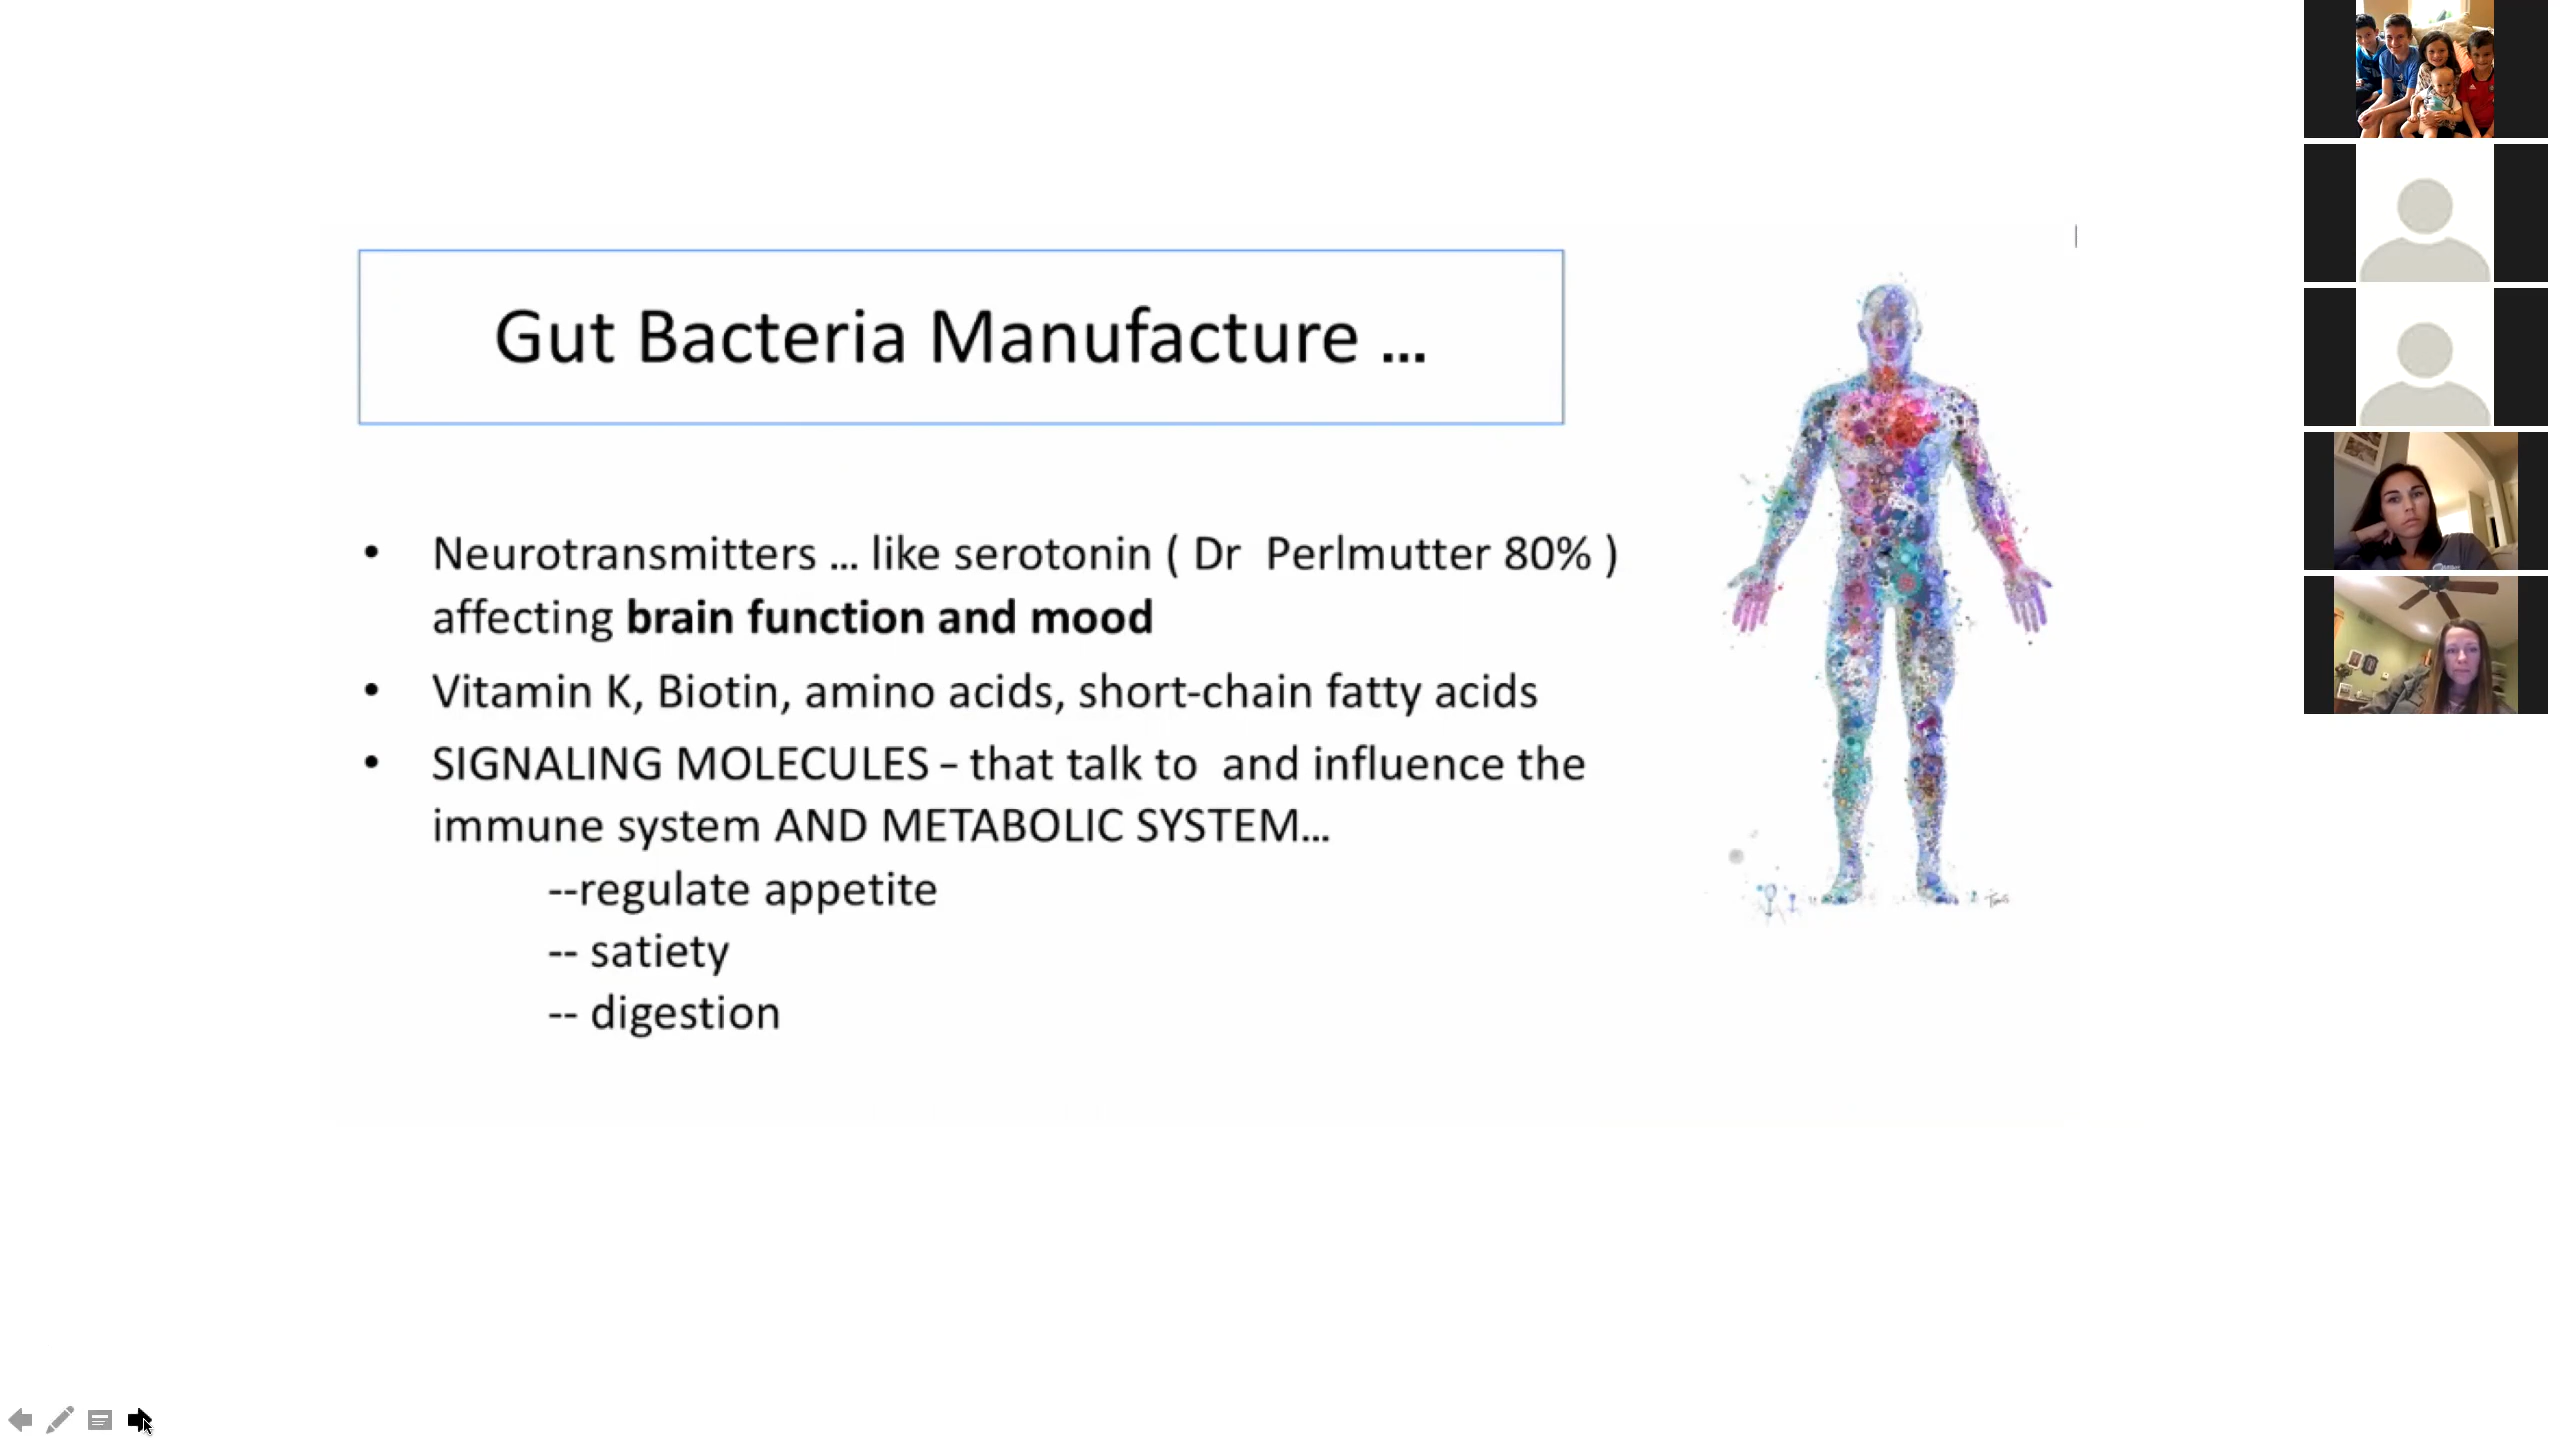 Gut Bacteria Manufacture ...
• Neurotransmitters ... like serotonin ( Dr  Perlmutter 80% )
affecting brain function and mood
• Vitamin K, Biotin, amino acids, short-chain fatty acids
• SIGNALING MOLECULES – that talk to  and influence the
immune system AND METABOLIC SYSTEM...
--regulate appetite
-- satiety
-- digestion